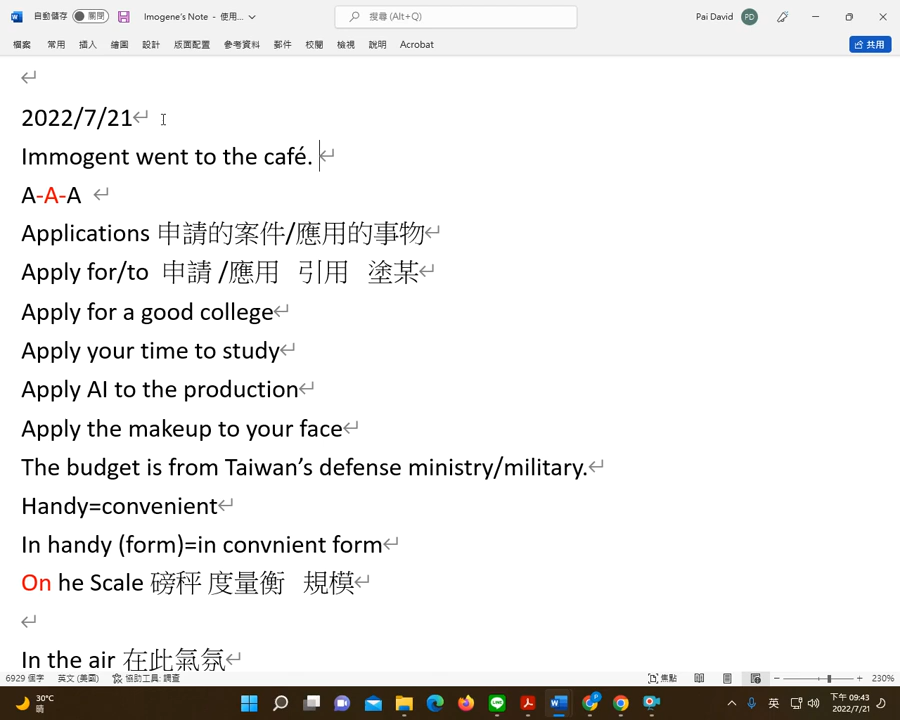 自動儲存 關閉 Imogene's Note - 使用... 搜尋 (Alt+Q) Pai David PD
檔案 常用 插入 繪圖 設計 版面配置 參考資料 郵件 校閱 檢視 說明 Acrobat 共用
2022/7/21
Immogent went to the café.
A-A-A
Applications 申請的案件/應用的事物
Apply for/to 申請 /應用 引用 塗某
Apply for a good college
Apply your time to study
Apply AI to the production
Apply the makeup to your face
The budget is from Taiwan's defense ministry/military.
Handy=convenient
In handy (form)=in convnient form
On he Scale 磅秤 度量衡 規模
In the air 在此氣氛
6929 個字 英文 (美國) 協助工具: 調查 焦點 230%
30°C 英 下午 09:43
晴 2022/7/21